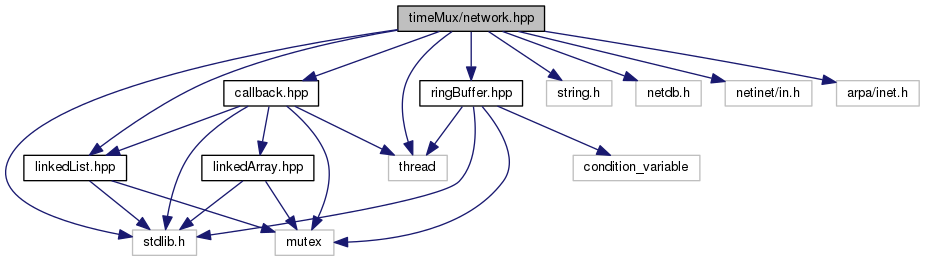 timeMux/network.hpp
callback.hpp
ringBuffer.hpp
string.h
netdb.h
netinet/in.h
arpa/inet.h
linkedList.hpp
linkedArray.hpp
thread
condition_variable
stdlib.h
mutex